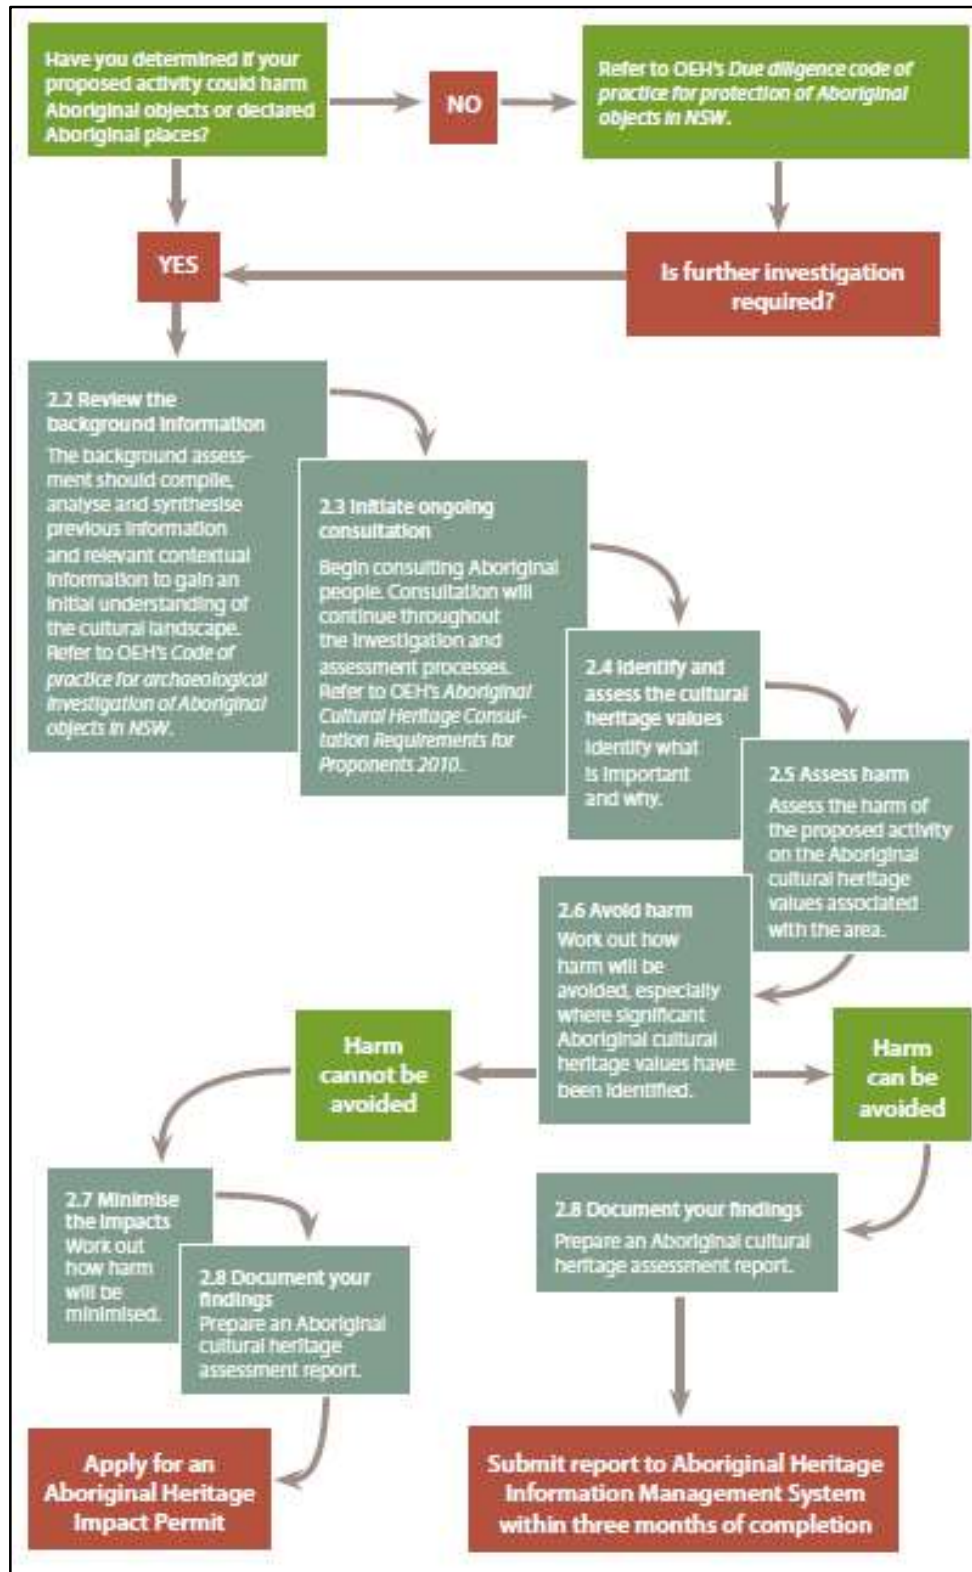 Have you determined if your
proposed activity could harm
Aboriginal objects or declared
Aboriginal places?
NO
Refer to OEH's Due diligence code of
practice for protection of Aboriginal
objects in NSW.
YES
Is further investigation
required?
2.2 Review the
background information
The background assess-
ment should compile,
analyse and synthesise
previous information
and relevant contextual
information to gain an
initial understanding of
the cultural landscape.
Refer to OEH's Code of
practice for archaeological
investigation of Aboriginal
objects in NSW.
2.3 Initiate ongoing
consultation
Begin consulting Aboriginal
people. Consultation will
continue throughout
the investigation and
assessment processes.
Refer to OEH's Aboriginal
Cultural Heritage Consul-
tation Requirements for
Proponents 2010.
2.4 Identify and
assess the cultural
heritage values
Identify what
is important
and why.
2.5 Assess harm
Assess the harm of
the proposed activity
on the Aboriginal
cultural heritage
values associated
with the area.
2.6 Avoid harm
Work out how
harm will be
avoided, especially
where significant
Aboriginal cultural
heritage values have
been identified.
Harm
cannot be
avoided
Harm
can be
avoided
2.7 Minimise
the impacts
Work out
how harm
will be
minimised.
2.8 Document your
findings
Prepare an Aboriginal
cultural heritage
assessment report.
2.8 Document your findings
Prepare an Aboriginal cultural
heritage assessment report.
Apply for an
Aboriginal Heritage
Impact Permit
Submit report to Aboriginal Heritage
Information Management System
within three months of completion